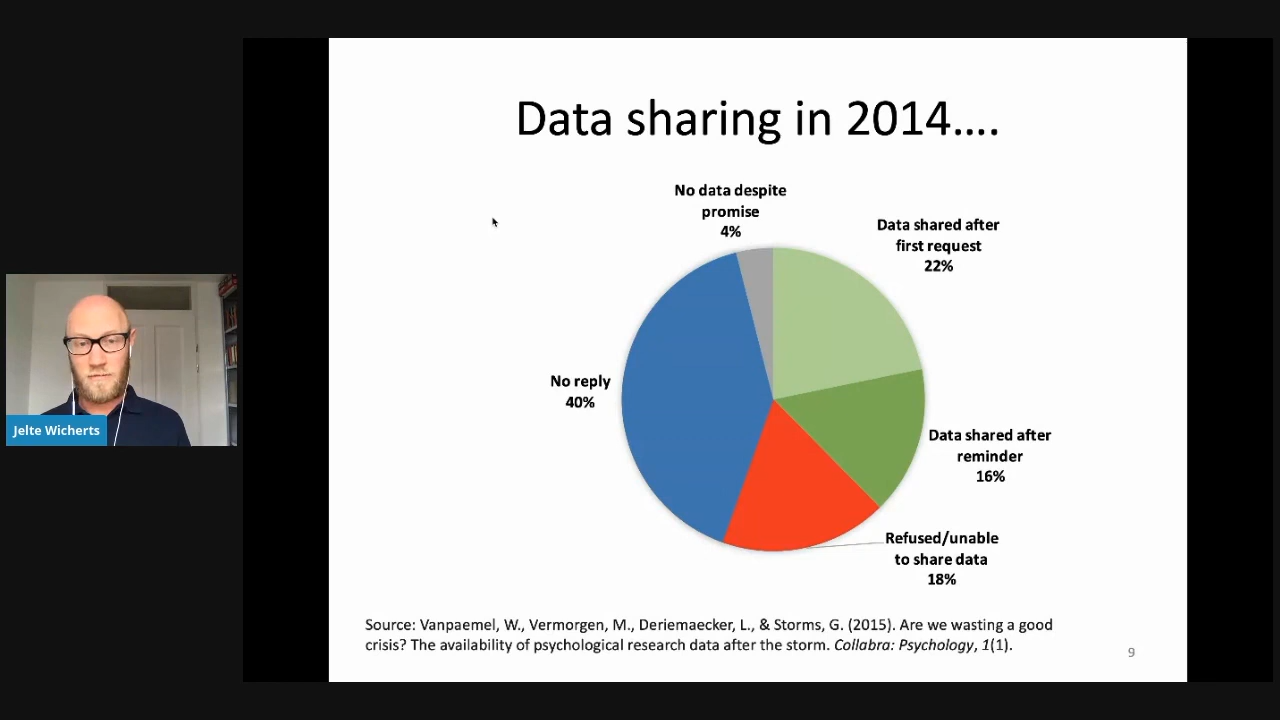 Data sharing in 2014....
No data despite
promise
4%
Data shared after
first request
22%
No reply
40%
Data shared after
reminder
16%
Refused/unable
to share data
18%
Jelte Wicherts
Source: Vanpaemel, W., Vermorgen, M., Deriemaecker, L., & Storms, G. (2015). Are we wasting a good
crisis? The availability of psychological research data after the storm. Collabra: Psychology, 1(1).
9